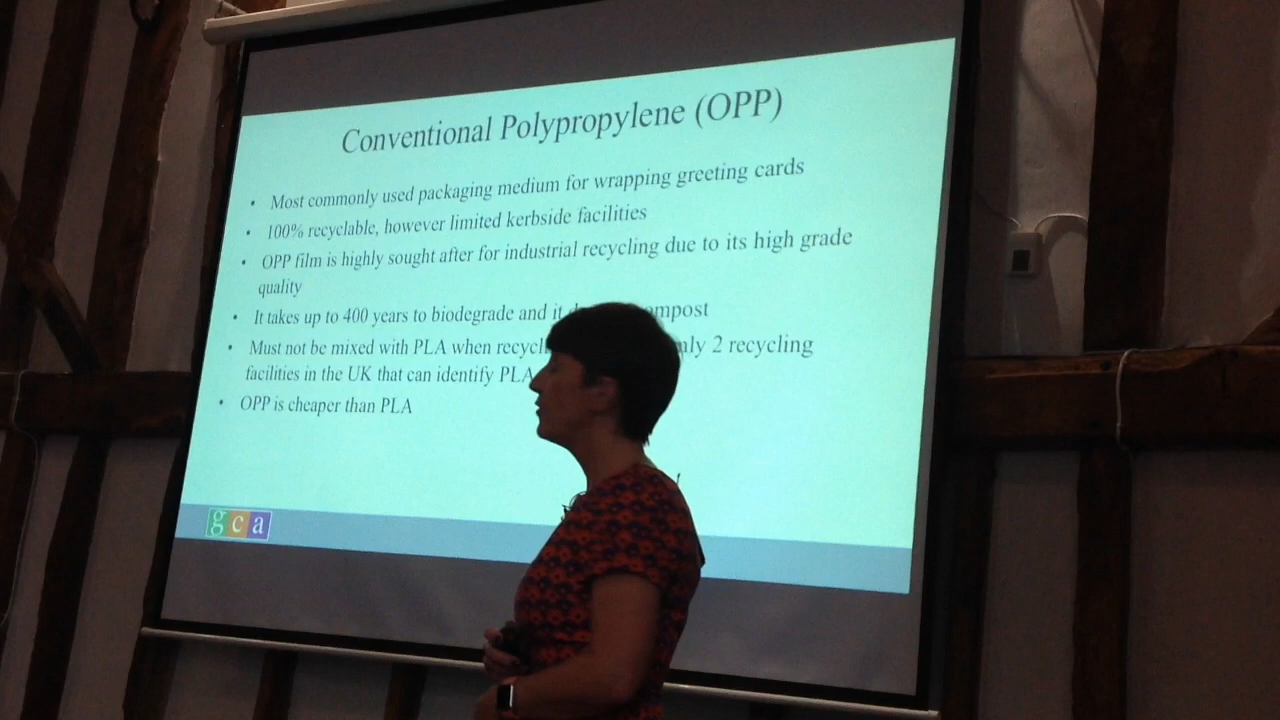 Conventional Polypropylene (OPP)
• Most commonly used packaging medium for wrapping greeting cards
• 100% recyclable, however limited kerbside facilities
• OPP film is highly sought after for industrial recycling due to its high grade
quality
• It takes up to 400 years to biodegrade and it
• Must not be mixed with PLA when 2 recycling
facilities in the UK that can identify PLA
• OPP is cheaper than PLA
gca